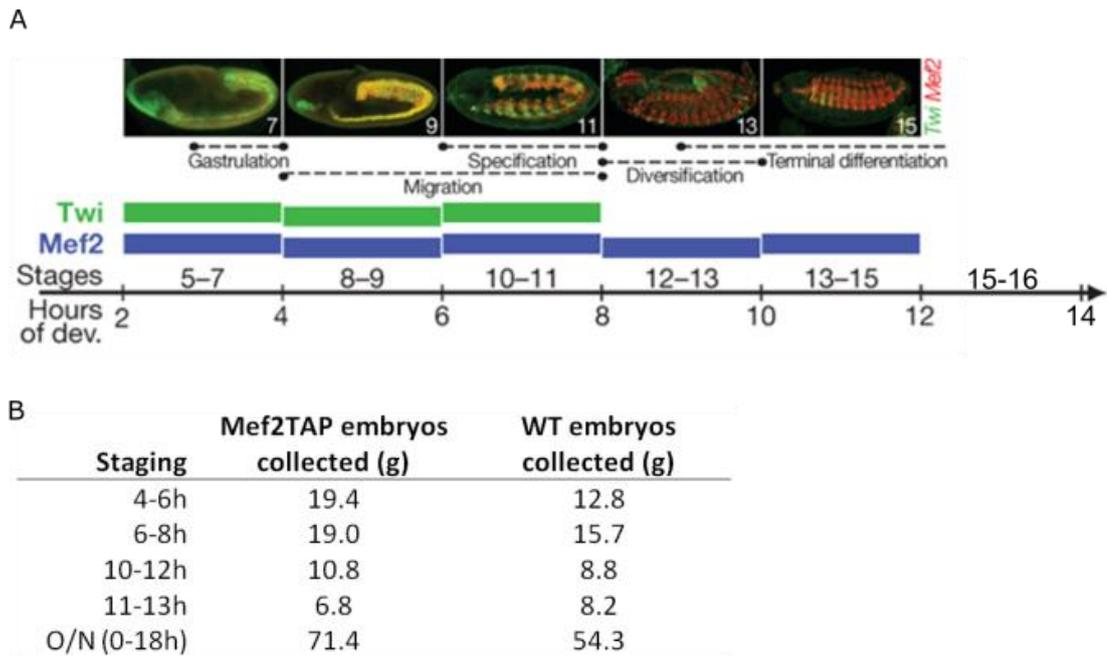 A
7 9 11 13 15
Twi Mef2
Gastrulation Specification Terminal differentiation
Migration Diversification
Twi
Mef2
Stages 5–7 8–9 10–11 12–13 13–15 15-16
Hours of dev. 2 4 6 8 10 12 14
B
Staging Mef2TAP embryos collected (g) WT embryos collected (g)
4-6h 19.4 12.8
6-8h 19.0 15.7
10-12h 10.8 8.8
11-13h 6.8 8.2
O/N (0-18h) 71.4 54.3